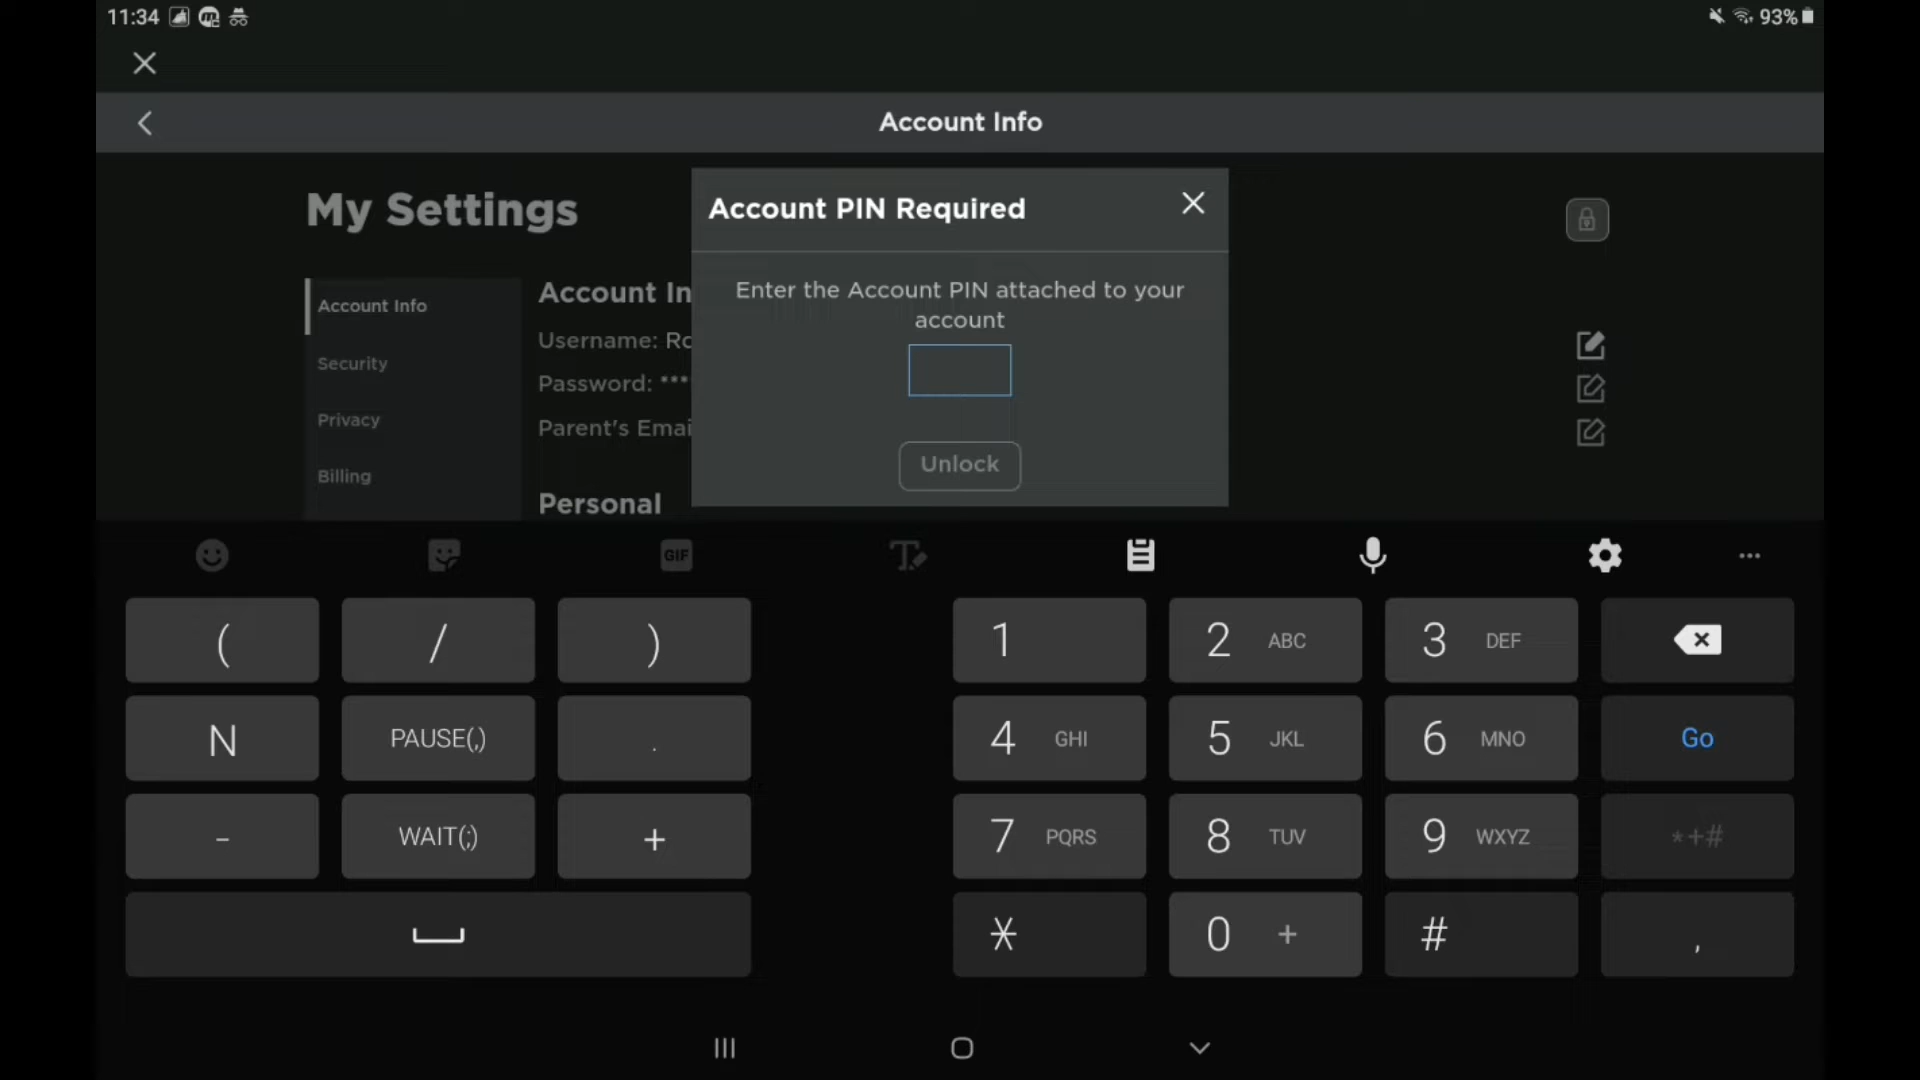 11:34
93%
Account Info
My Settings
Account PIN Required
Enter the Account PIN attached to your
account
Unlock
Account Info
Security
Privacy
Billing
Account In
Username: Ro
Password: ***
Parent's Emai
Personal
GIF
( / ) 1 2 ABC 3 DEF
N PAUSE(,) . 4 GHI 5 JKL 6 MNO Go
- WAIT(;) + 7 PQRS 8 TUV 9 WXYZ *+#
* 0 + # ,